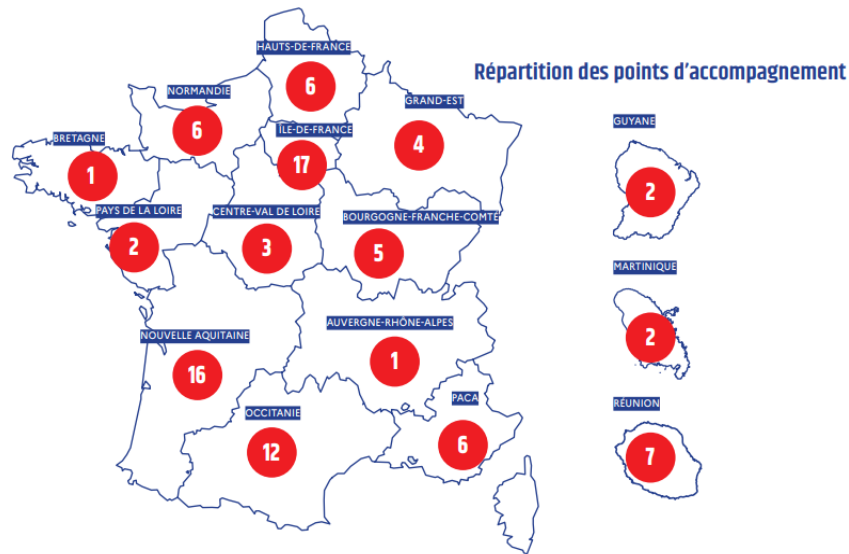 HAUTS-DE-FRANCE
6
Répartition des points d'accompagnement
NORMANDIE
6
GRAND-EST
4
ÎLE-DE-FRANCE
17
BRETAGNE
1
GUYANE
2
PAYS DE LA LOIRE
2
CENTRE-VAL DE LOIRE
3
BOURGOGNE-FRANCHE-COMTÉ
5
MARTINIQUE
2
AUVERGNE-RHÔNE-ALPES
1
NOUVELLE AQUITAINE
16
PACA
6
RÉUNION
7
OCCITANIE
12